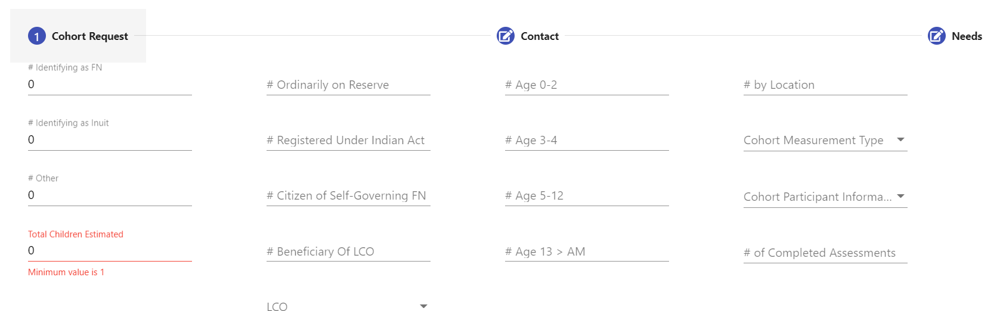 1 Cohort Request
Contact
Needs
# Identifying as FN
0
# Ordinarily on Reserve
# Age 0-2
# by Location
# Identifying as Inuit
0
# Registered Under Indian Act
# Age 3-4
Cohort Measurement Type
# Other
0
# Citizen of Self-Governing FN
# Age 5-12
Cohort Participant Informa...
Total Children Estimated
0
# Beneficiary Of LCO
# Age 13 > AM
# of Completed Assessments
Minimum value is 1
LCO